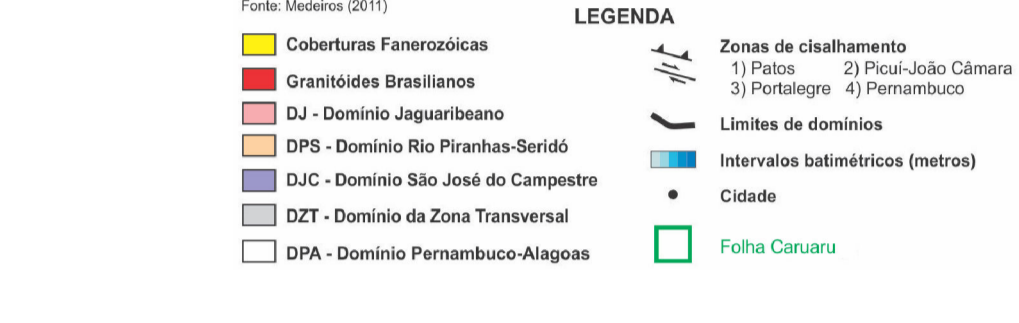 Fonte: Medeiros (2011)
LEGENDA
Coberturas Fanerozóicas
Granitóides Brasilianos
DJ - Domínio Jaguaribeano
DPS - Domínio Rio Piranhas-Seridó
DJC - Domínio São José do Campestre
DZT - Domínio da Zona Transversal
DPA - Domínio Pernambuco-Alagoas
Zonas de cisalhamento
1) Patos 2) Picuí-João Câmara
3) Portalegre 4) Pernambuco
Limites de domínios
Intervalos batimétricos (metros)
Cidade
Folha Caruaru